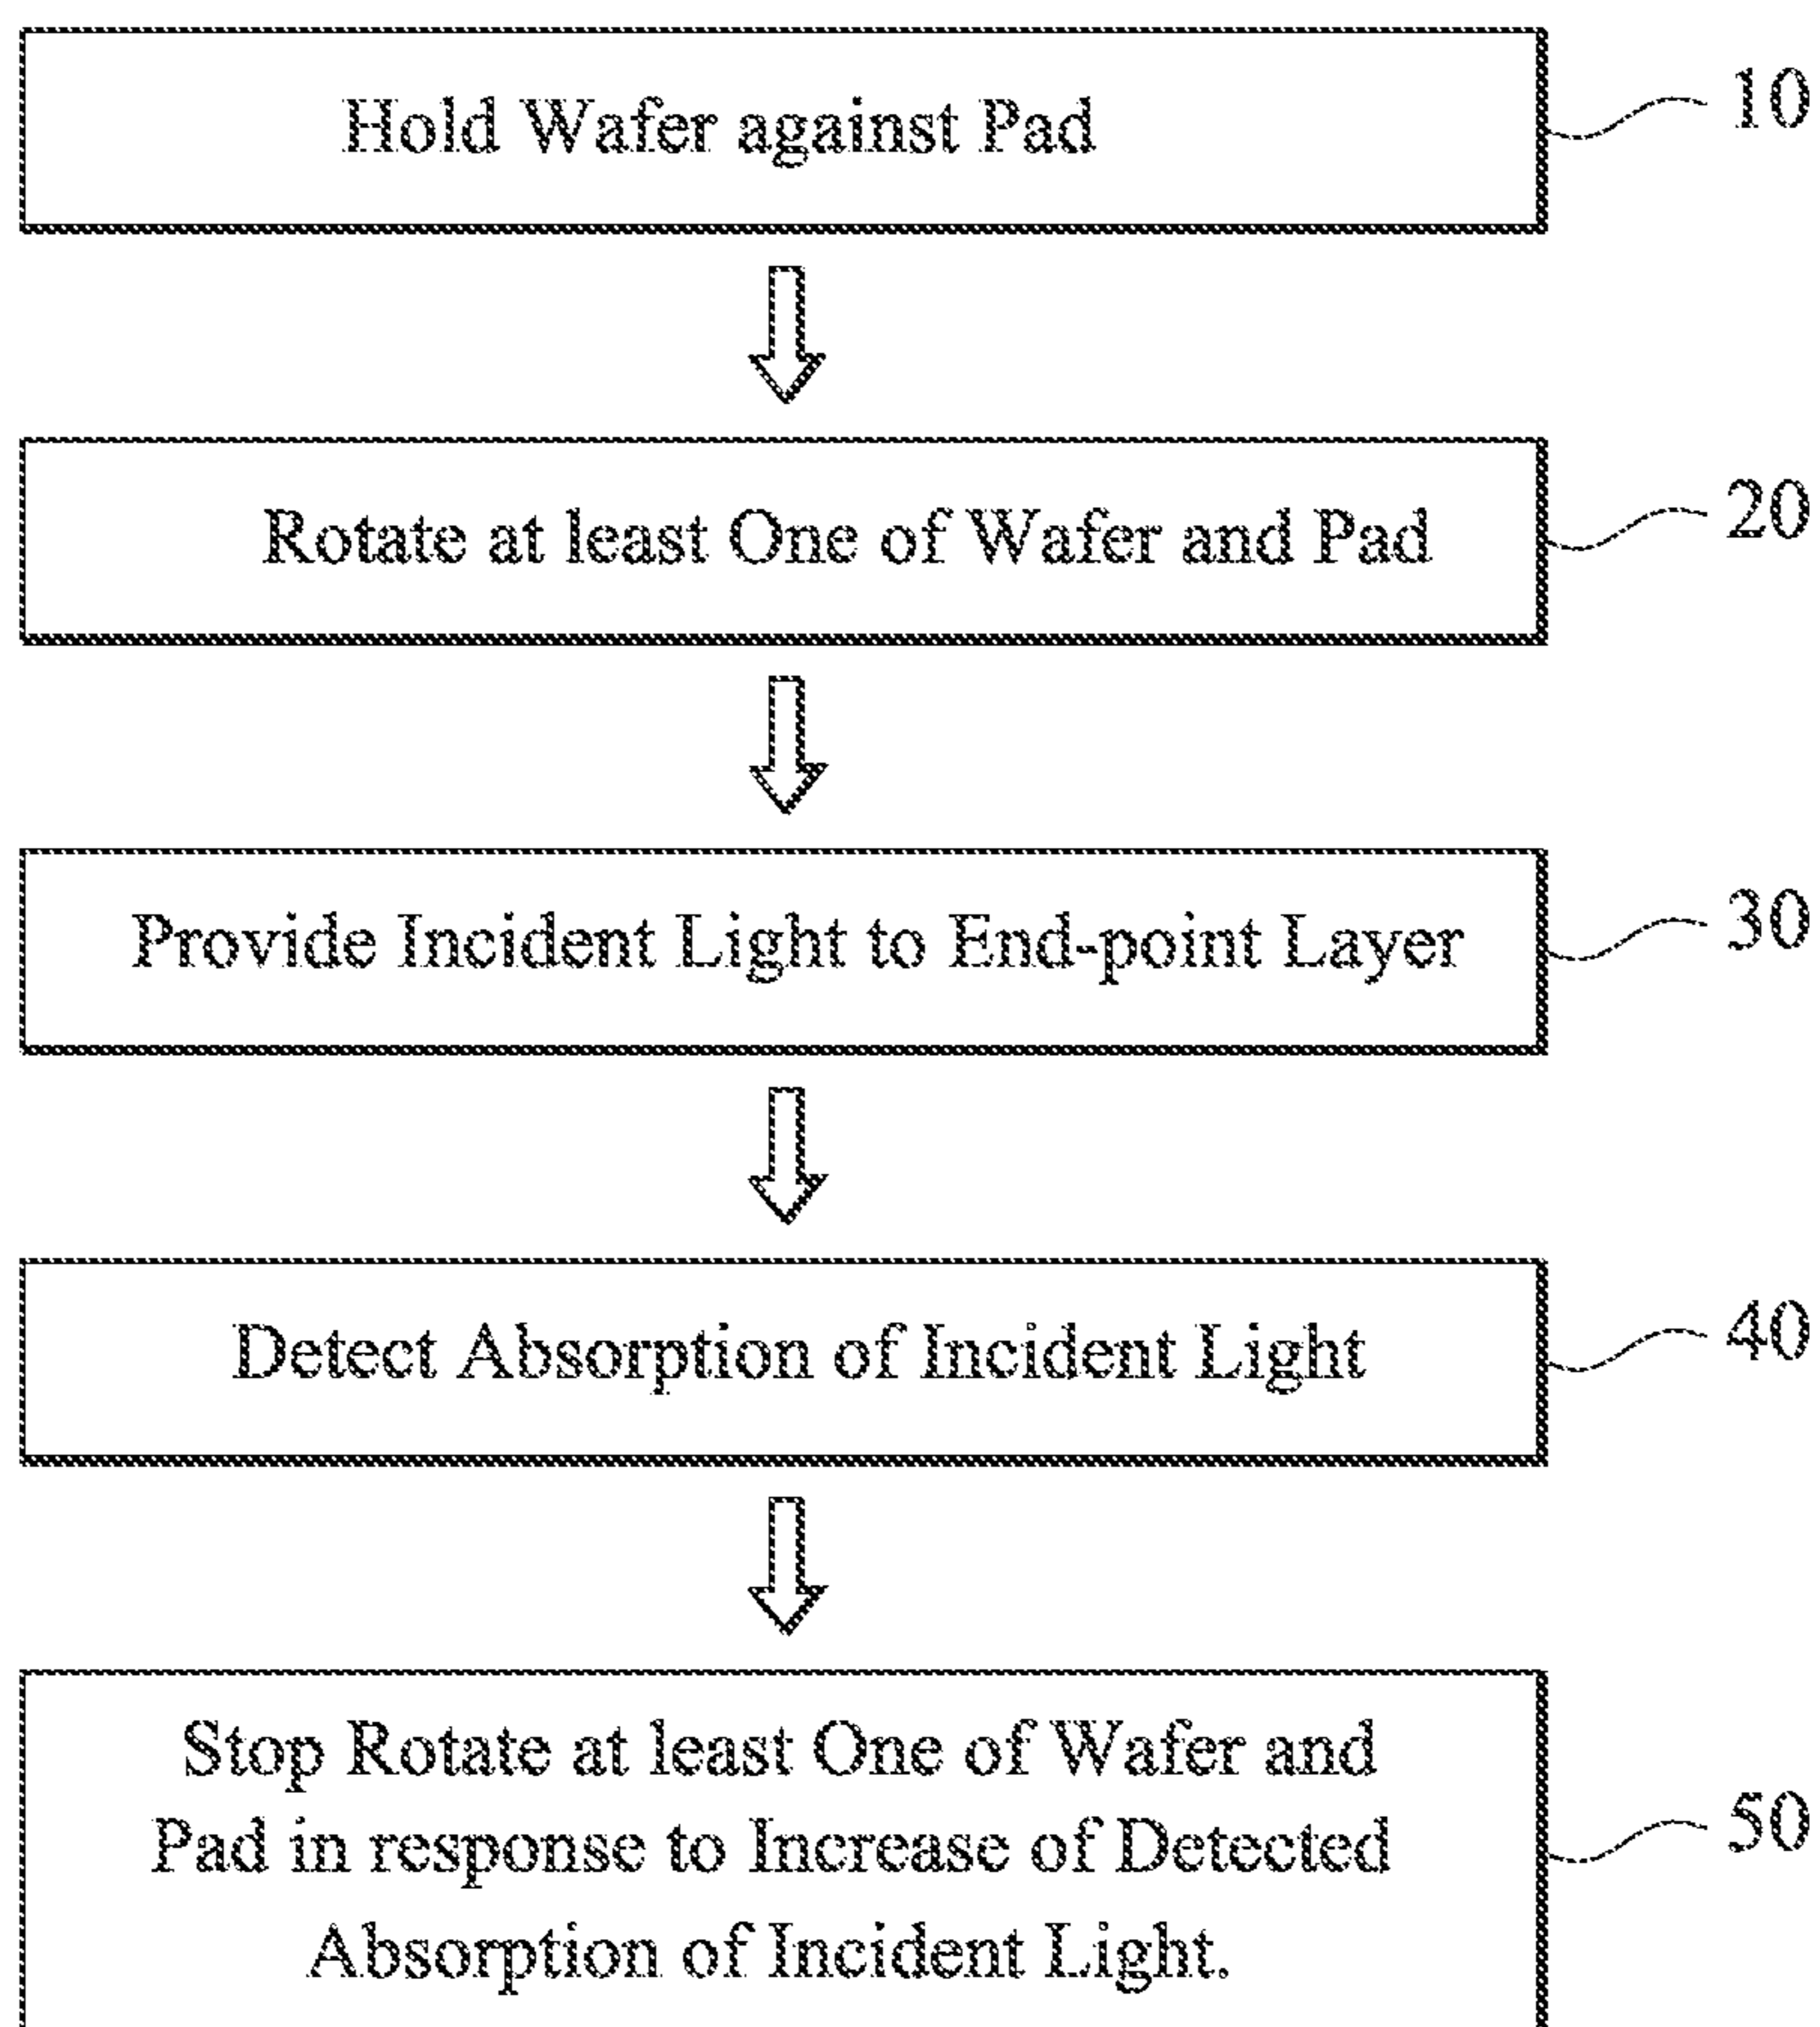 Hold Wafer against Pad
10
Rotate at least One of Wafer and Pad
20
Provide Incident Light to End-point Layer
30
Detect Absorption of Incident Light
40
Stop Rotate at least One of Wafer and
Pad in response to Increase of Detected
Absorption of Incident Light.
50